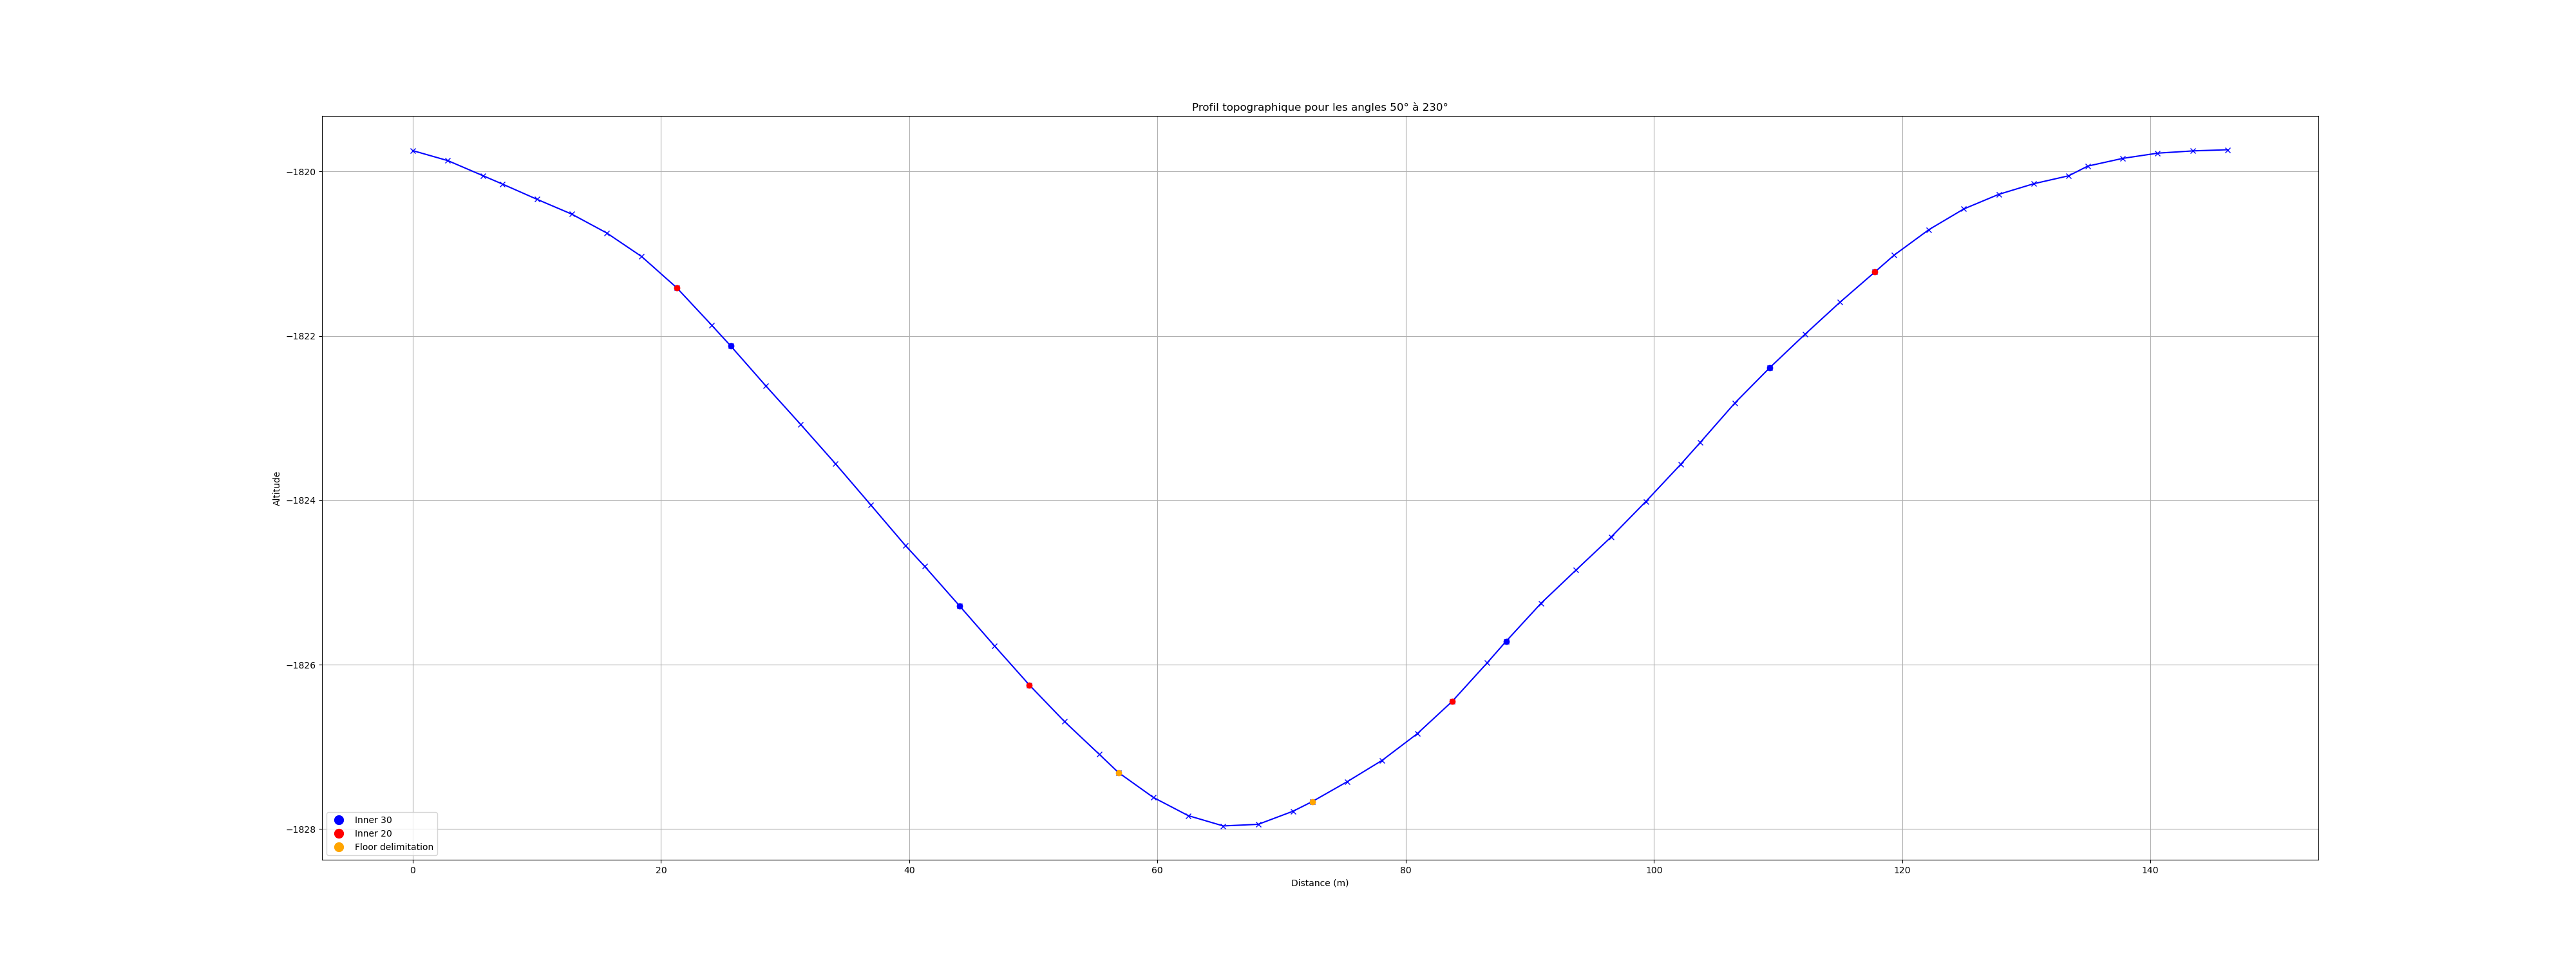 Profil topographique pour les angles 50° à 230°
Altitude
−1820
−1822
−1824
−1826
−1828
Inner 30
Inner 20
Floor delimitation
0 20 40 60 80 100 120 140
Distance (m)